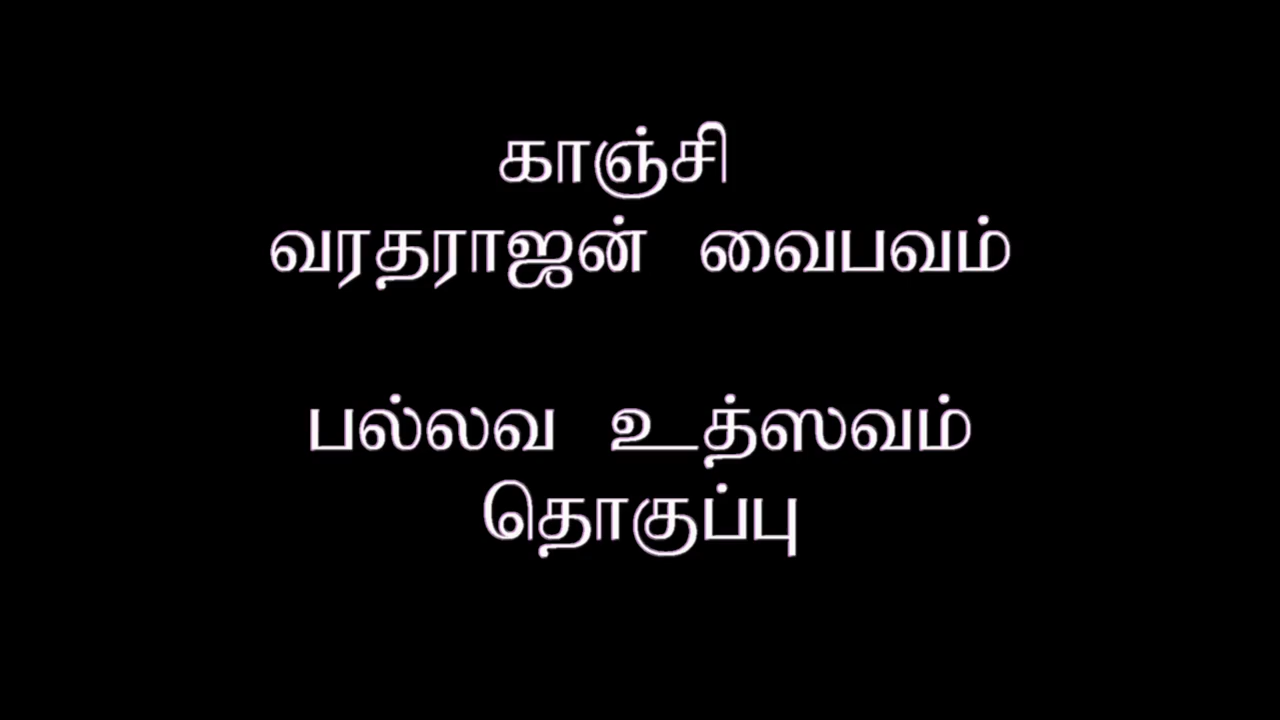 காஞ்சி
வரதராஜன் வைபவம்
பல்லவ உத்ஸவம்
தொகுப்பு